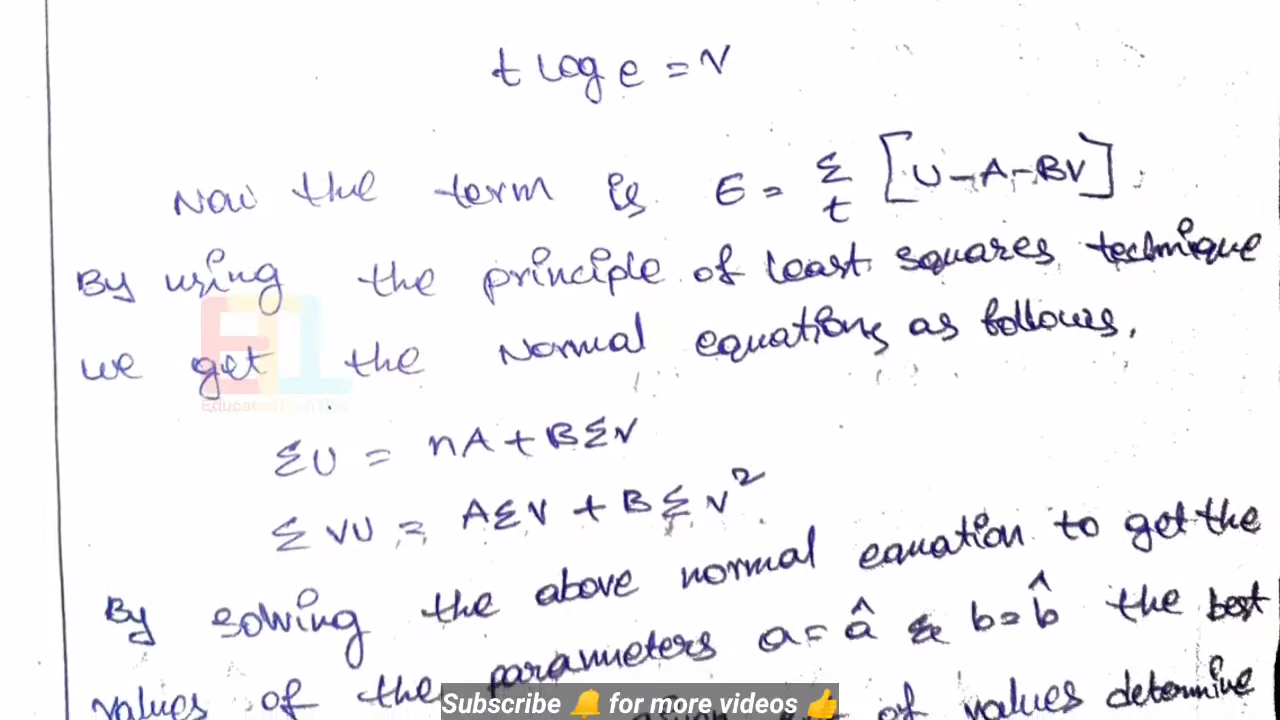 t log e = V
Now the term is E = Σ t [U - A - BV].
By using the principle of least squares technique
we get the Normal equations as follows,
ΣU = nA + BΣV
ΣVU = AΣV + BΣV²
By solving the above normal equation to get the
values of the parameters a = â & b = b̂ the best
of values determine
Subscribe 🔔 for more videos 👍